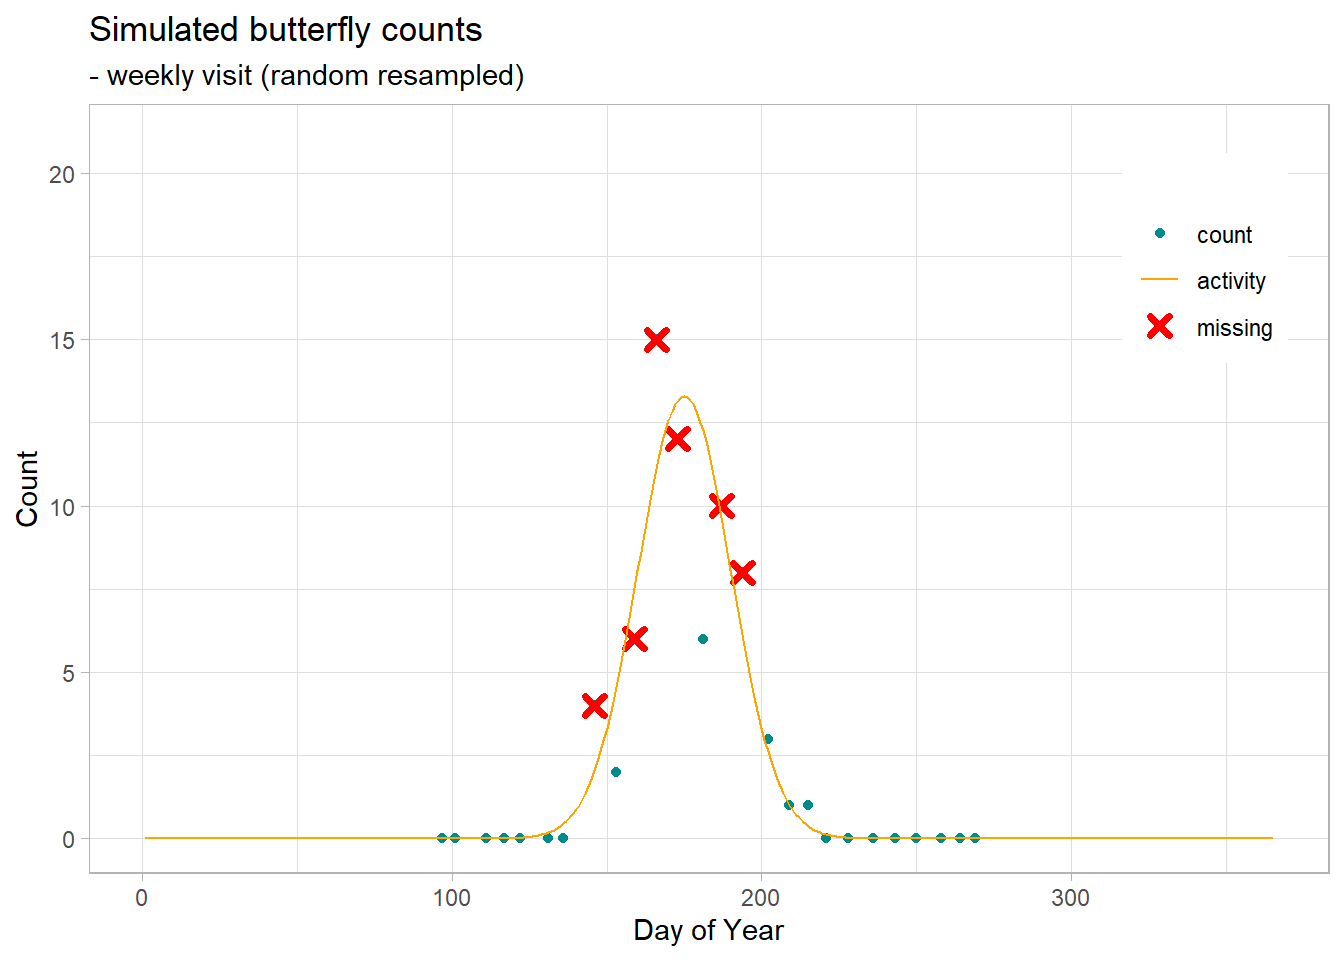 Simulated butterfly counts
- weekly visit (random resampled)
20
15
10
5
0
Count
count
activity
missing
0 100 200 300
Day of Year